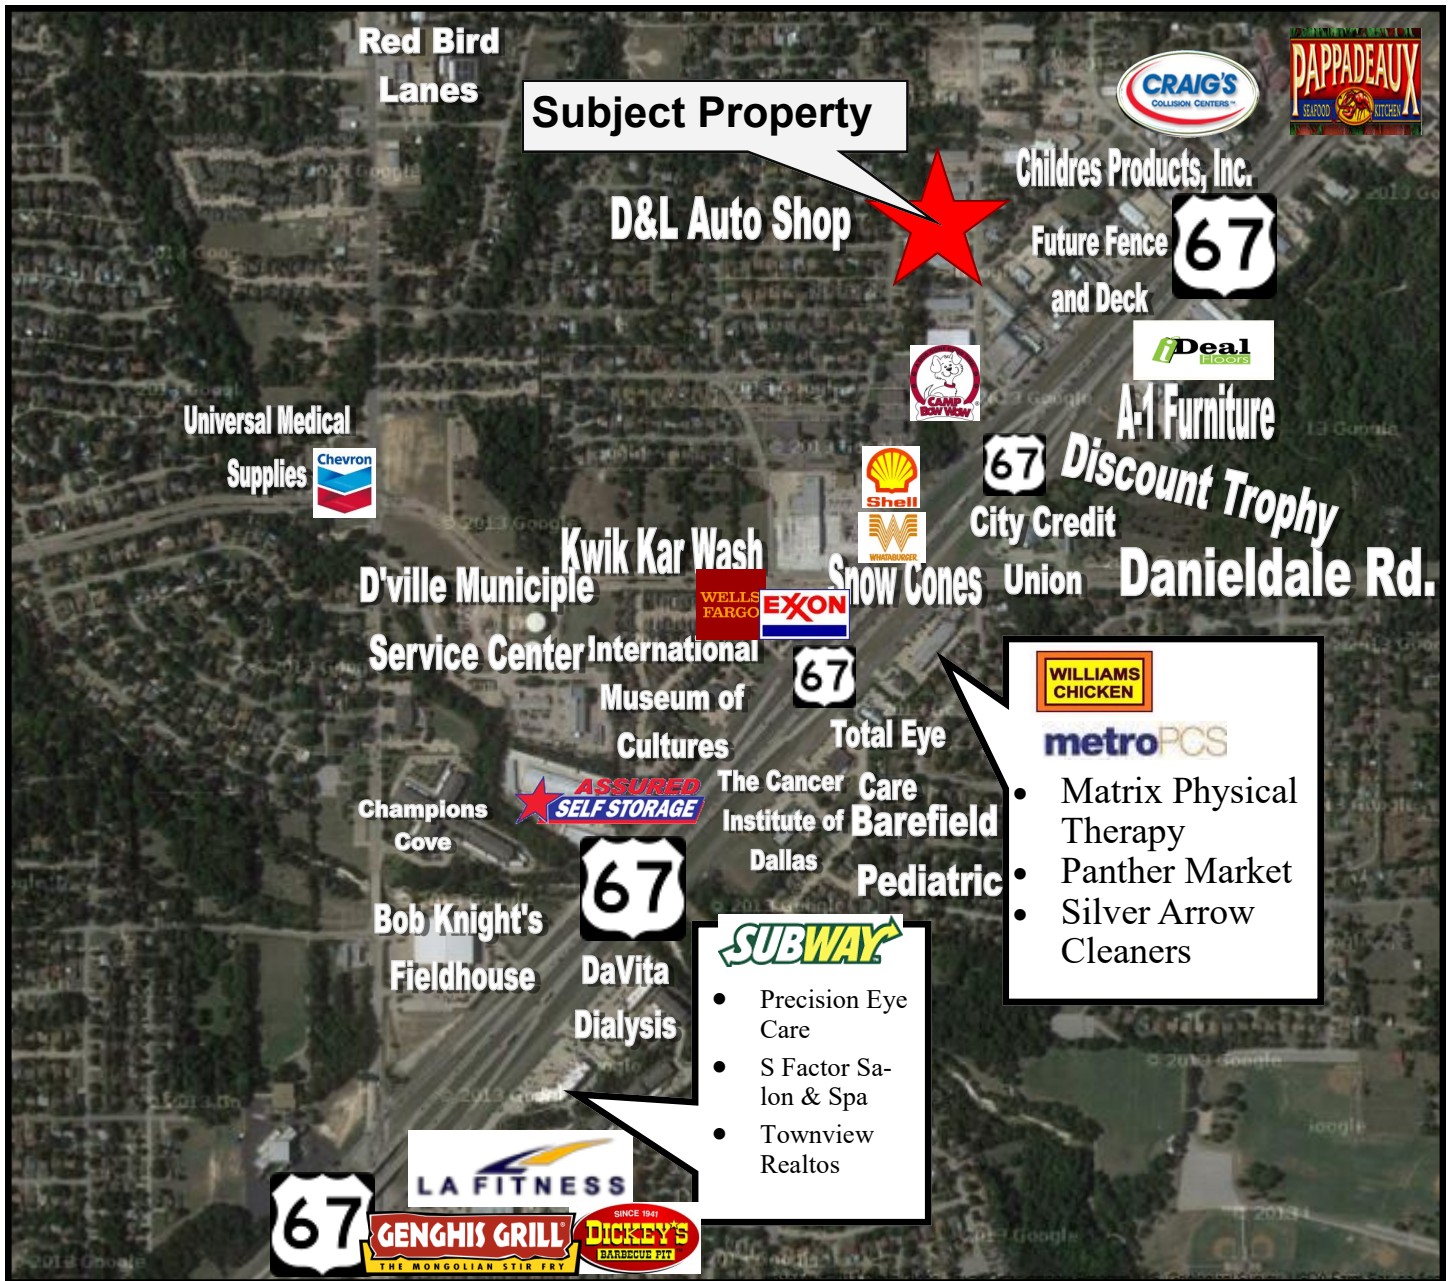 Red Bird
Lanes
Subject Property
CRAIG'S
COLLISION CENTERS™
PAPPADEAUX
SEAFOOD KITCHEN
Childres Products, Inc.
D&L Auto Shop
Future Fence
and Deck
67
iDeal
Floors
A-1 Furniture
CAMP
BOW WOW
Universal Medical
Supplies
Chevron
Shell
WHATABURGER
67
Discount Trophy
City Credit
Union
Danieldale Rd.
Kwik Kar Wash
Snow Cones
D'ville Municiple
Service Center
WELLS
FARGO
EXXON
International
Museum of
Cultures
67
Total Eye
Care
WILLIAMS
CHICKEN
metroPCS
• Matrix Physical
Therapy
• Panther Market
• Silver Arrow
Cleaners
ASSURED
SELF STORAGE
The Cancer
Institute of
Dallas
Barefield
Pediatric
Champions
Cove
67
Bob Knight's
Fieldhouse
DaVita
Dialysis
SUBWAY
• Precision Eye
Care
• S Factor Sa-
lon & Spa
• Townview
Realtos
LA FITNESS
67
GENGHIS GRILL®
THE MONGOLIAN STIR FRY
SINCE 1941
DICKEY'S
BARBECUE PIT
© 2013 Google